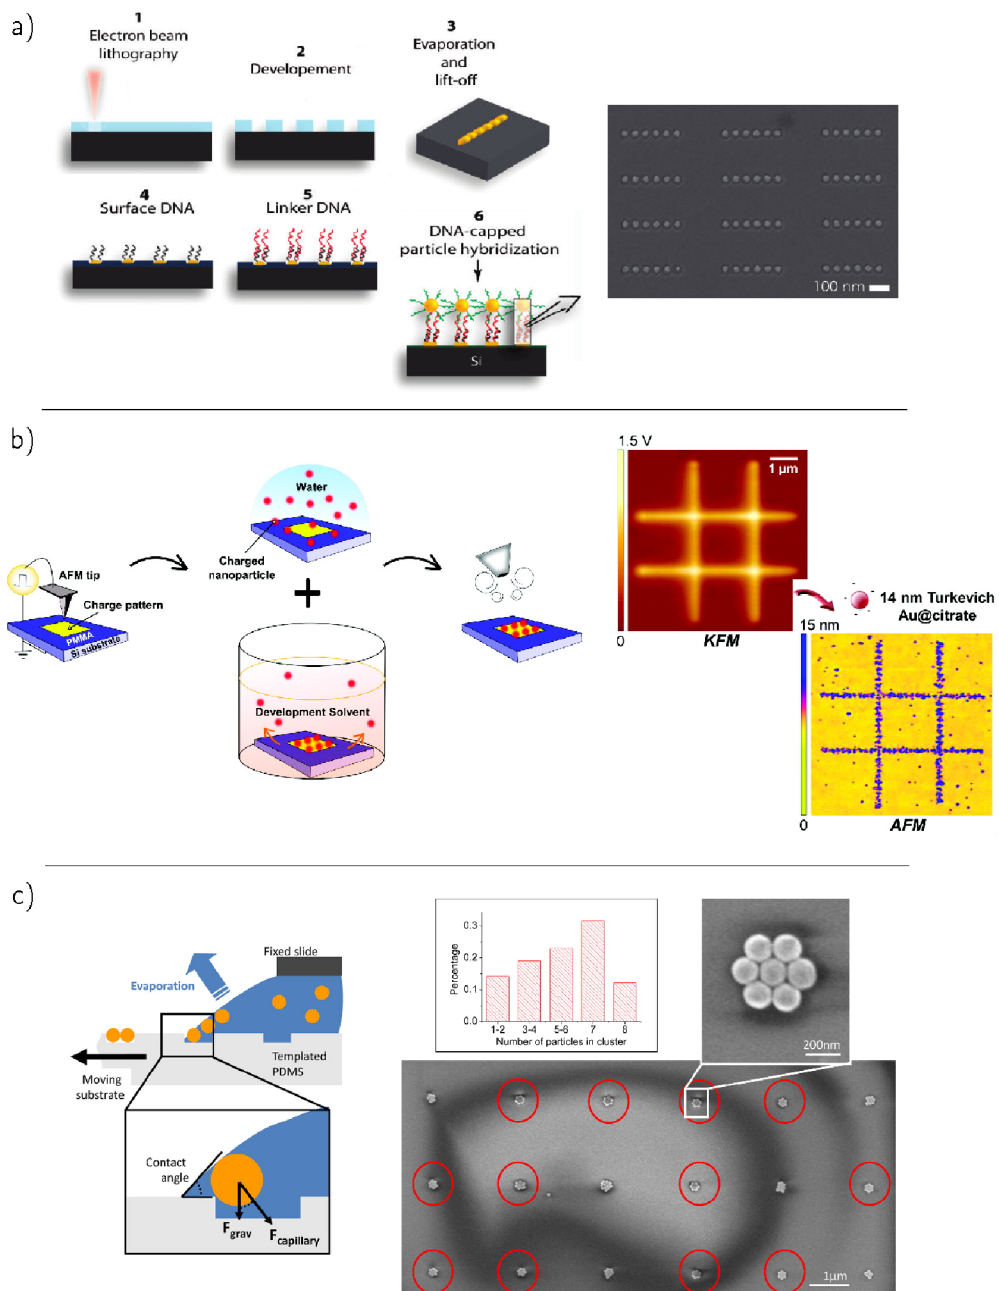 a)
1
Electron beam
lithography
2
Developement
3
Evaporation
and
lift-off
4
Surface DNA
5
Linker DNA
6
DNA-capped
particle hybridization
Si
100 nm
b)
AFM tip
Charge pattern
PMMA
Si substrate
Water
Charged
nanoparticle
+
Development Solvent
1.5 V
0
1 µm
KFM
14 nm Turkevich
Au@citrate
15 nm
0
AFM
c)
Fixed slide
Evaporation
Templated
PDMS
Moving
substrate
Contact
angle
Fgrav
Fcapillary
Percentage
0.3
0.2
0.1
0.0
1-2 3-4 5-6 7 8
Number of particles in cluster
200nm
1µm